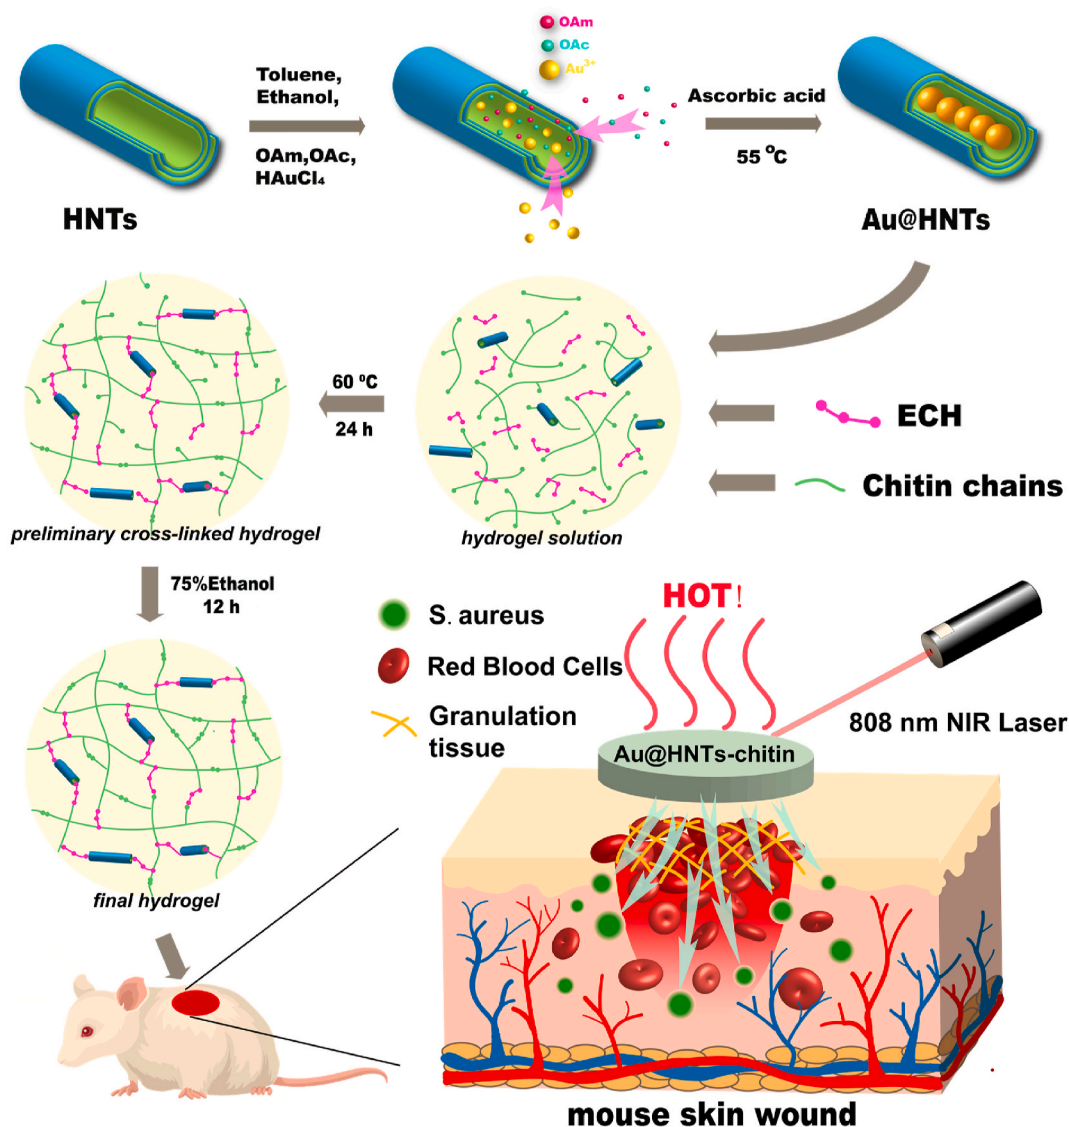 OAm
OAc
Au³⁺
Toluene,
Ethanol,
OAm,OAc,
HAuCl₄
Ascorbic acid
55 ⁰C
HNTs
Au@HNTs
60 ⁰C
24 h
ECH
Chitin chains
preliminary cross-linked hydrogel
hydrogel solution
75%Ethanol
12 h
HOT!
S. aureus
Red Blood Cells
Granulation
tissue
808 nm NIR Laser
Au@HNTs-chitin
final hydrogel
mouse skin wound